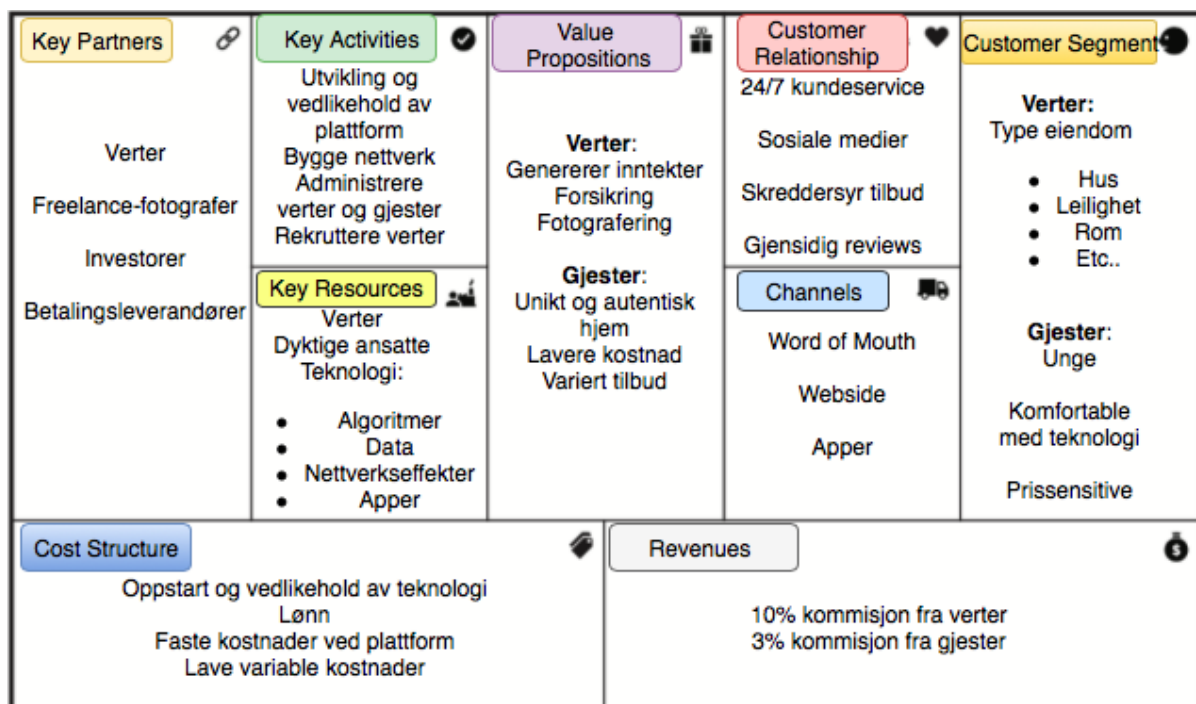 Key Partners
Verter
Freelance-fotografer
Investorer
Betalingsleverandører
Key Activities
Utvikling og
vedlikehold av
plattform
Bygge nettverk
Administrere
verter og gjester
Rekruttere verter
Key Resources
Verter
Dyktige ansatte
Teknologi:
● Algoritmer
● Data
● Nettverkseffekter
● Apper
Value
Propositions
Verter:
Genererer inntekter
Forsikring
Fotografering
Gjester:
Unikt og autentisk
hjem
Lavere kostnad
Variert tilbud
Customer
Relationship
24/7 kundeservice
Sosiale medier
Skreddersyr tilbud
Gjensidig reviews
Channels
Word of Mouth
Webside
Apper
Customer Segment
Verter:
Type eiendom
● Hus
● Leilighet
● Rom
● Etc..
Gjester:
Unge
Komfortable
med teknologi
Prissensitive
Cost Structure
Oppstart og vedlikehold av teknologi
Lønn
Faste kostnader ved plattform
Lave variable kostnader
Revenues
$
10% kommisjon fra verter
3% kommisjon fra gjester